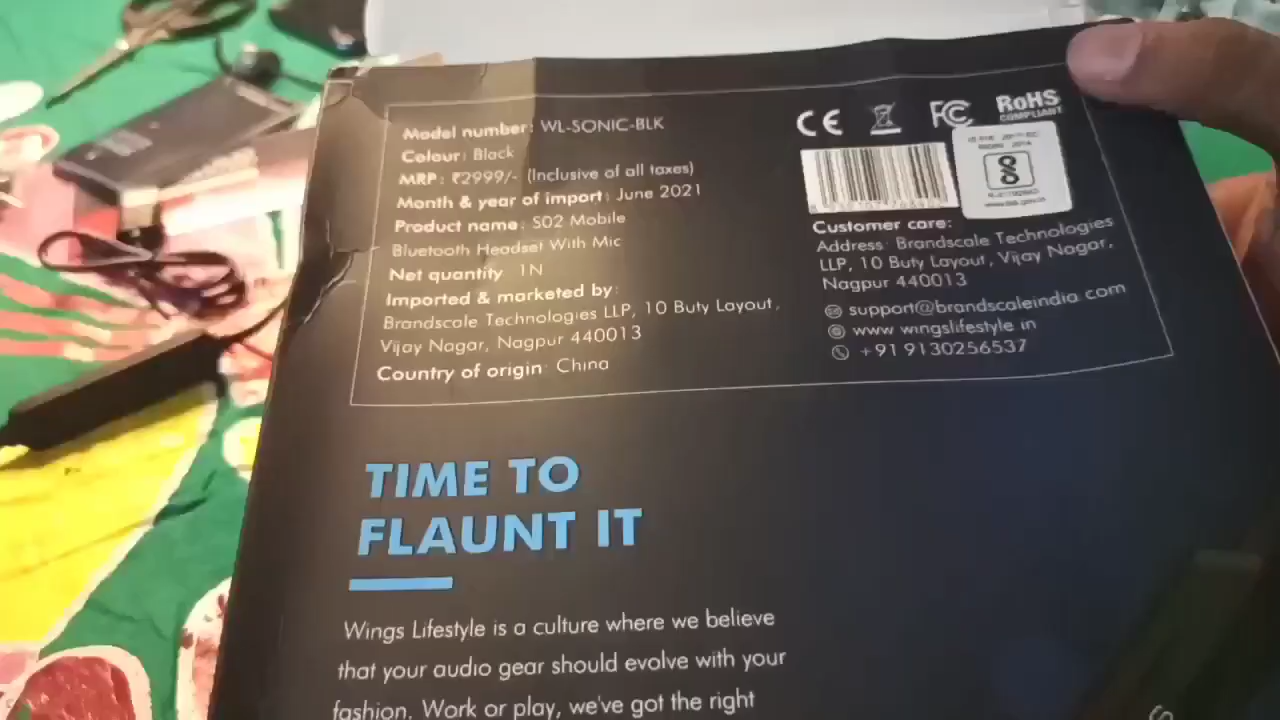 Model number: WL-SONIC-BLK
Colour: Black
MRP: ₹2999/- (Inclusive of all taxes)
Month & year of import: June 2021
Product name: S02 Mobile
Bluetooth Headset With Mic
Net quantity 1N
Imported & marketed by:
Brandscale Technologies LLP, 10 Buty Layout,
Vijay Nagar, Nagpur 440013
Country of origin: China
CE FC RoHS
COMPLIANT
Customer care:
Address: Brandscale Technologies
LLP, 10 Buty Layout, Vijay Nagar,
Nagpur 440013
support@brandscaleindia.com
www.wingslifestyle.in
+91 9130256537
TIME TO
FLAUNT IT
Wings Lifestyle is a culture where we believe
that your audio gear should evolve with your
fashion. Work or play, we've got the right